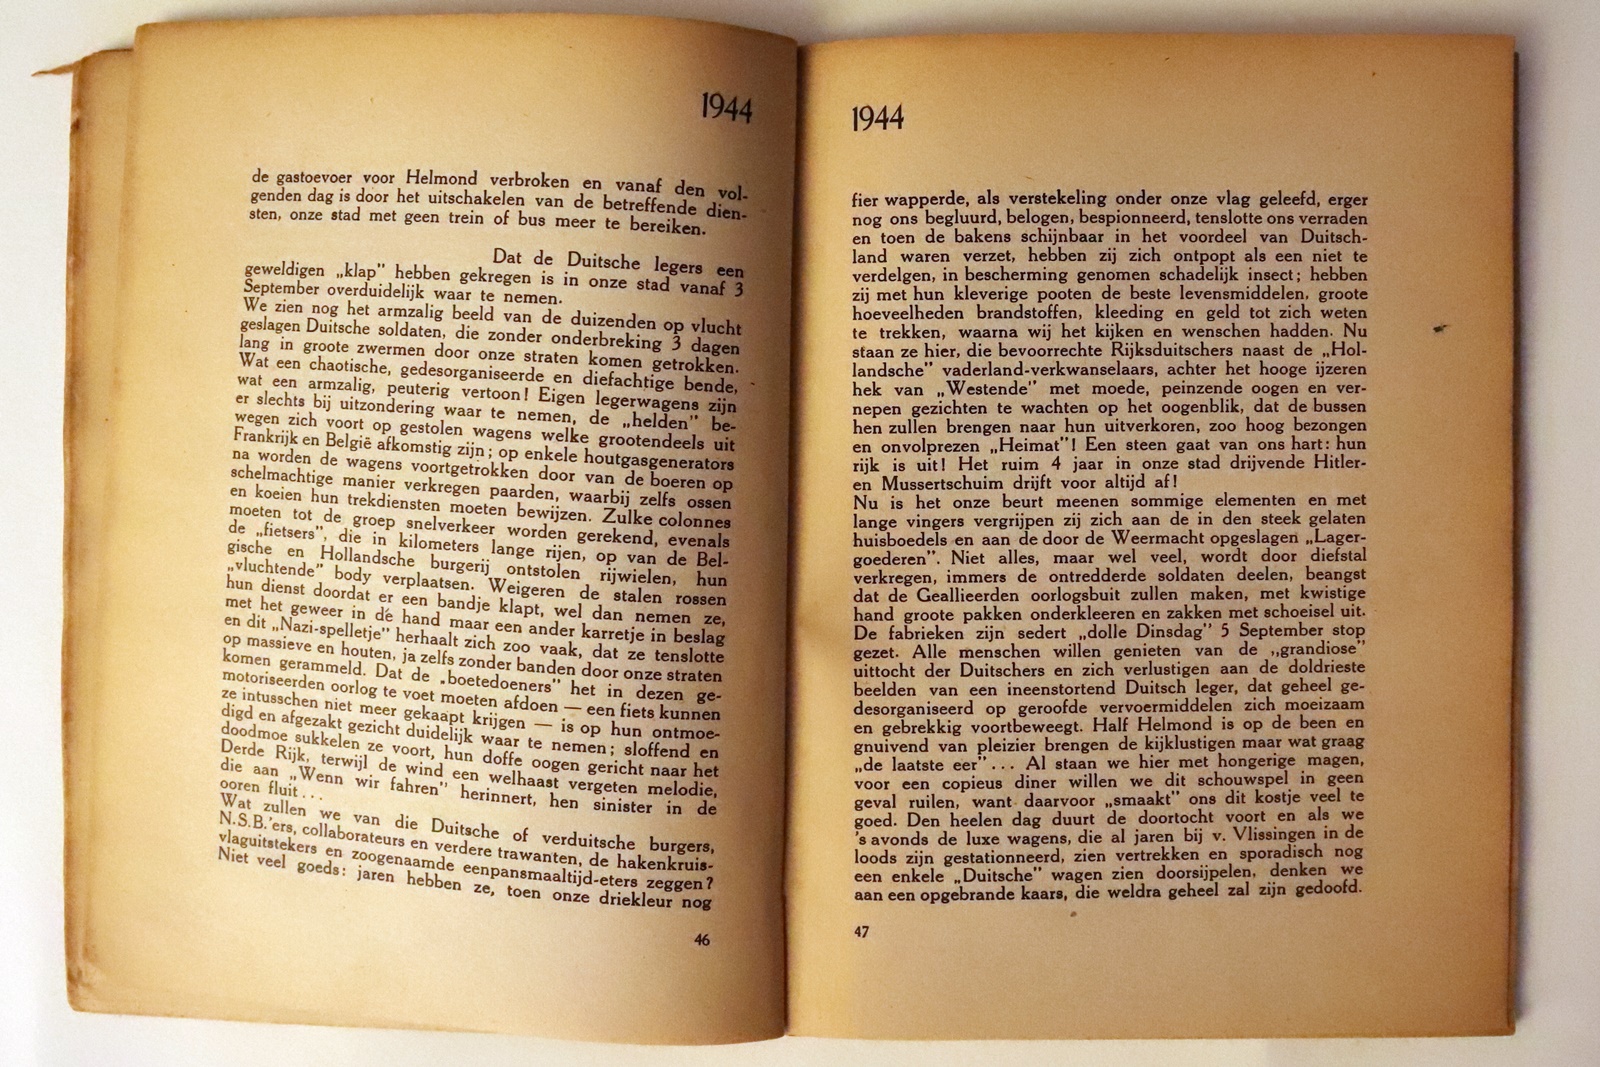 1944
de gastoevoer voor Helmond verbroken en vanaf den vol-
genden dag is door het uitschakelen van de betreffende dien-
sten, onze stad met geen trein of bus meer te bereiken.
Dat de Duitsche legers een
geweldigen „klap” hebben gekregen is in onze stad vanaf 3
September overduidelijk waar te nemen.
We zien nog het armzalig beeld van de duizenden op vlucht
geslagen Duitsche soldaten, die zonder onderbreking 3 dagen
lang in groote zwermen door onze straten komen getrokken.
Wat een chaotische, gedesorganiseerde en diefachtige bende,
wat een armzalig, peuterig vertoon! Eigen legerwagens zijn
er slechts bij uitzondering waar te nemen, de „helden” be-
wegen zich voort op gestolen wagens welke grootendeels uit
Frankrijk en België afkomstig zijn; op enkele houtgasgenerators
na worden de wagens voortgetrokken door van de boeren op
schelmachtige manier verkregen paarden, waarbij zelfs ossen
en koeien hun trekdiensten moeten bewijzen. Zulke colonnes
moeten tot de groep snelverkeer worden gerekend, evenals
de „fietsers”, die in kilometers lange rijen, op van de Bel-
gische en Hollandsche burgerij ontstolen rijwielen, hun
„vluchtende” body verplaatsen. Weigeren de stalen rossen
hun dienst doordat er een bandje klapt, wel dan nemen ze,
met het geweer in de hand maar een ander karretje in beslag
en dit „Nazi-spelletje” herhaalt zich zoo vaak, dat ze tenslotte
op massieve en houten, ja zelfs zonder banden door onze straten
komen gerammeld. Dat de „boetedoeners” het in dezen ge-
motoriseerden oorlog te voet moeten afdoen — een fiets kunnen
ze intusschen niet meer gekaapt krijgen — is op hun ontmoe-
digd en afgezakt gezicht duidelijk waar te nemen; sloffend en
doodmoe sukkelen ze voort, hun doffe oogen gericht naar het
Derde Rijk, terwijl de wind een welhaast vergeten melodie,
die aan „Wenn wir fahren” herinnert, hen sinister in de
ooren fluit...
Wat zullen we van die Duitsche of verduitsche burgers,
N.S.B.'ers, collaborateurs en verdere trawanten, de hakenkruis-
vlaguitstekers en zoogenaamde eenpansmaaltijd-eters zeggen?
Niet veel goeds: jaren hebben ze, toen onze driekleur nog
46
1944
fier wapperde, als verstekeling onder onze vlag geleefd, erger
nog ons begluurd, belogen, bespionneerd, tenslotte ons verraden
en toen de bakens schijnbaar in het voordeel van Duitsch-
land waren verzet, hebben zij zich ontpopt als een niet te
verdelgen, in bescherming genomen schadelijk insect; hebben
zij met hun kleverige pooten de beste levensmiddelen, groote
hoeveelheden brandstoffen, kleeding en geld tot zich weten
te trekken, waarna wij het kijken en wenschen hadden. Nu
staan ze hier, die bevoorrechte Rijksduitschers naast de „Hol-
landsche” vaderland-verkwanselaars, achter het hooge ijzeren
hek van „Westende” met moede, peinzende oogen en ver-
nepen gezichten te wachten op het oogenblik, dat de bussen
hen zullen brengen naar hun uitverkoren, zoo hoog bezongen
en onvolprezen „Heimat”! Een steen gaat van ons hart: hun
rijk is uit! Het ruim 4 jaar in onze stad drijvende Hitler-
en Mussertschuim drijft voor altijd af!
Nu is het onze beurt meenen sommige elementen en met
lange vingers vergrijpen zij zich aan de in den steek gelaten
huisboedels en aan de door de Weermacht opgeslagen „Lager-
goederen”. Niet alles, maar wel veel, wordt door diefstal
verkregen, immers de ontredderde soldaten deelen, beangst
dat de Geallieerden oorlogsbuit zullen maken, met kwistige
hand groote pakken onderkleeren en zakken met schoeisel uit.
De fabrieken zijn sedert „dolle Dinsdag” 5 September stop
gezet. Alle menschen willen genieten van de „grandiose”
uittocht der Duitschers en zich verlustigen aan de doldrieste
beelden van een ineenstortend Duitsch leger, dat geheel ge-
desorganiseerd op geroofde vervoermiddelen zich moeizaam
en gebrekkig voortbeweegt. Half Helmond is op de been en
gnuivend van pleizier brengen de kijklustigen maar wat graag
„de laatste eer”... Al staan we hier met hongerige magen,
voor een copieus diner willen we dit schouwspel in geen
geval ruilen, want daarvoor „smaakt” ons dit kostje veel te
goed. Den heelen dag duurt de doortocht voort en als we
's avonds de luxe wagens, die al jaren bij v. Vlissingen in de
loods zijn gestationneerd, zien vertrekken en sporadisch nog
een enkele „Duitsche” wagen zien doorsijpelen, denken we
aan een opgebrande kaars, die weldra geheel zal zijn gedoofd.
47